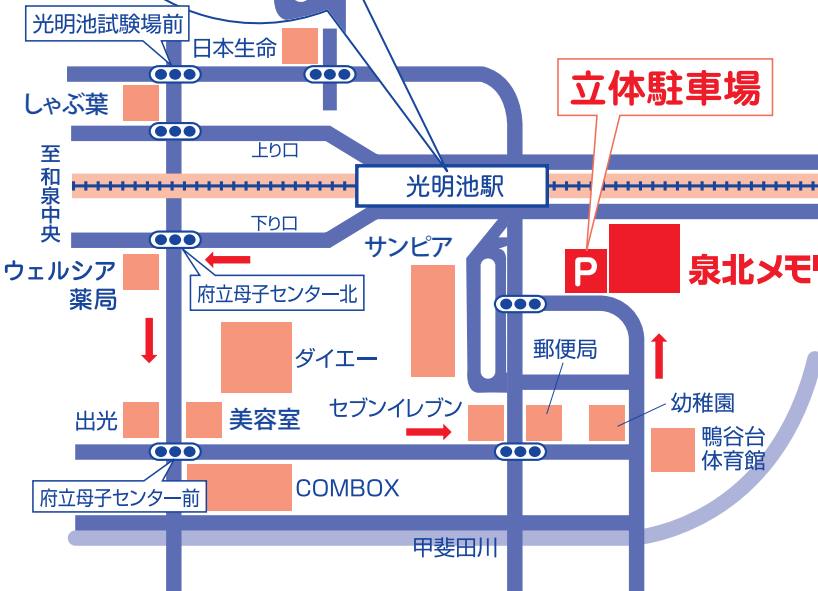 光明池試験場前
日本生命
立体駐車場
しゃぶ葉
上り口
至和泉中央
光明池駅
下り口
サンピア
P
泉北メモリ
ウェルシア
薬局
府立母子センター北
ダイエー
郵便局
セブンイレブン
幼稚園
出光
美容室
鴨谷台
体育館
COMBOX
府立母子センター前
甲斐田川